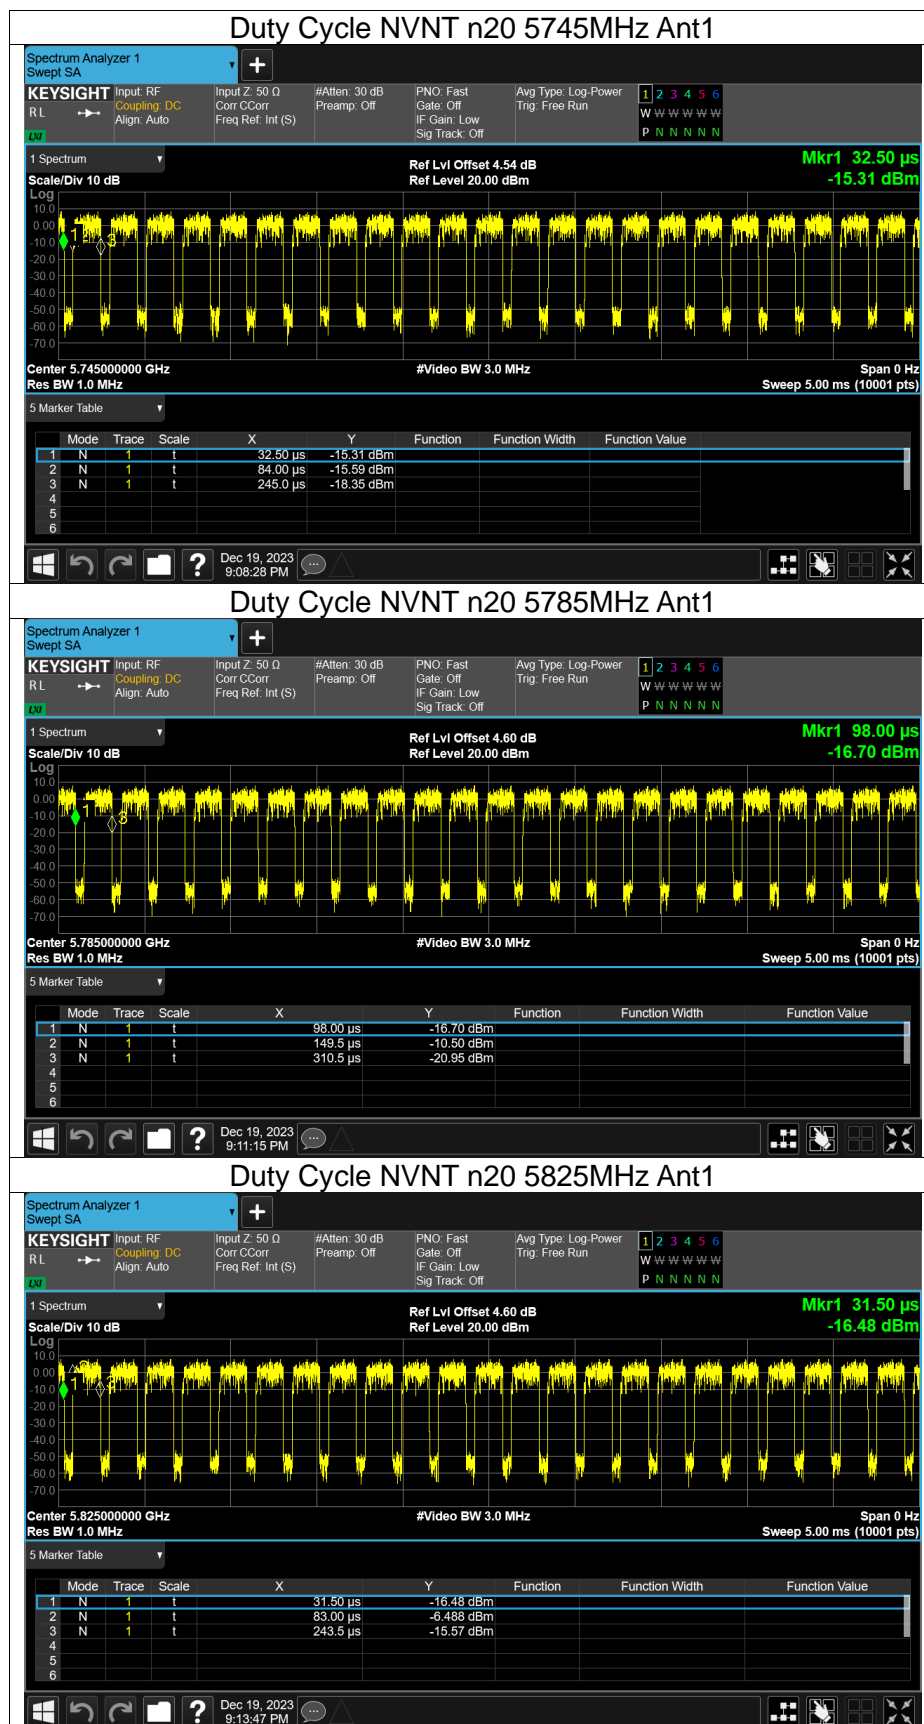 Duty Cycle NVNT n20 5745MHz Ant1
Spectrum Analyzer 1
Swept SA
+
KEYSIGHT Input: RF Input Z: 50 Ω #Atten: 30 dB PNO: Fast Avg Type: Log-Power 1 2 3 4 5 6
R L Coupling: DC Corr CCorr Preamp: Off Gate: Off Trig: Free Run W W W W W W
Align: Auto Freq Ref: Int (S) IF Gain: Low
LXI Sig Track: Off P N N N N N
1 Spectrum Ref Lvl Offset 4.54 dB Mkr1 32.50 µs
Scale/Div 10 dB Ref Level 20.00 dBm -15.31 dBm
Log
10.0
0.00
-10.0
-20.0
-30.0
-40.0
-50.0
-60.0
-70.0
1 2 3
Center 5.745000000 GHz #Video BW 3.0 MHz Span 0 Hz
Res BW 1.0 MHz Sweep 5.00 ms (10001 pts)
5 Marker Table
Mode Trace Scale X Y Function Function Width Function Value
1 N 1 t 32.50 µs -15.31 dBm
2 N 1 t 84.00 µs -15.59 dBm
3 N 1 t 245.0 µs -18.35 dBm
4
5
6
? Dec 19, 2023
9:08:28 PM
Duty Cycle NVNT n20 5785MHz Ant1
Spectrum Analyzer 1
Swept SA
+
KEYSIGHT Input: RF Input Z: 50 Ω #Atten: 30 dB PNO: Fast Avg Type: Log-Power 1 2 3 4 5 6
R L Coupling: DC Corr CCorr Preamp: Off Gate: Off Trig: Free Run W W W W W W
Align: Auto Freq Ref: Int (S) IF Gain: Low
LXI Sig Track: Off P N N N N N
1 Spectrum Ref Lvl Offset 4.60 dB Mkr1 98.00 µs
Scale/Div 10 dB Ref Level 20.00 dBm -16.70 dBm
Log
10.0
0.00
-10.0
-20.0
-30.0
-40.0
-50.0
-60.0
-70.0
1 3
Center 5.785000000 GHz #Video BW 3.0 MHz Span 0 Hz
Res BW 1.0 MHz Sweep 5.00 ms (10001 pts)
5 Marker Table
Mode Trace Scale X Y Function Function Width Function Value
1 N 1 t 98.00 µs -16.70 dBm
2 N 1 t 149.5 µs -10.50 dBm
3 N 1 t 310.5 µs -20.95 dBm
4
5
6
? Dec 19, 2023
9:11:15 PM
Duty Cycle NVNT n20 5825MHz Ant1
Spectrum Analyzer 1
Swept SA
+
KEYSIGHT Input: RF Input Z: 50 Ω #Atten: 30 dB PNO: Fast Avg Type: Log-Power 1 2 3 4 5 6
R L Coupling: DC Corr CCorr Preamp: Off Gate: Off Trig: Free Run W W W W W W
Align: Auto Freq Ref: Int (S) IF Gain: Low
LXI Sig Track: Off P N N N N N
1 Spectrum Ref Lvl Offset 4.60 dB Mkr1 31.50 µs
Scale/Div 10 dB Ref Level 20.00 dBm -16.48 dBm
Log
10.0
0.00
-10.0
-20.0
-30.0
-40.0
-50.0
-60.0
-70.0
1 2 3
Center 5.825000000 GHz #Video BW 3.0 MHz Span 0 Hz
Res BW 1.0 MHz Sweep 5.00 ms (10001 pts)
5 Marker Table
Mode Trace Scale X Y Function Function Width Function Value
1 N 1 t 31.50 µs -16.48 dBm
2 N 1 t 83.00 µs -6.488 dBm
3 N 1 t 243.5 µs -15.57 dBm
4
5
6
? Dec 19, 2023
9:13:47 PM